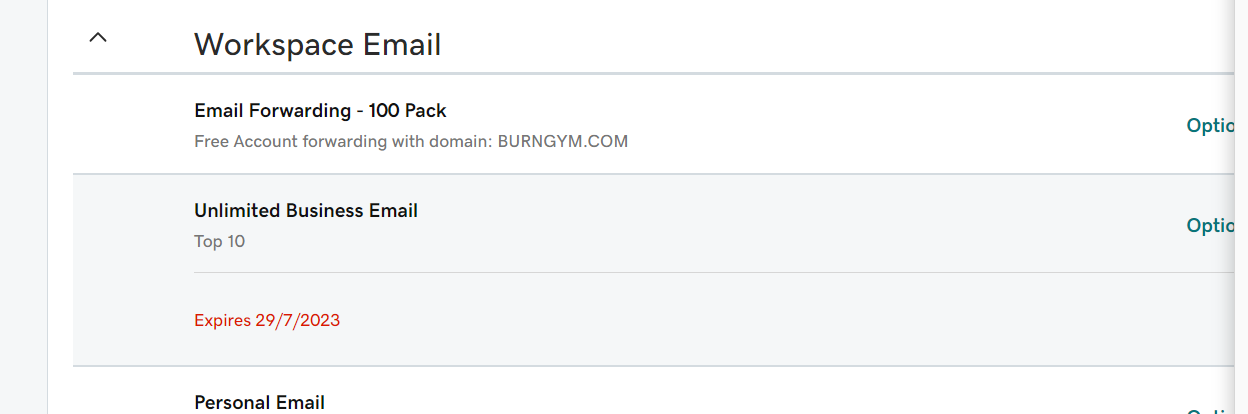 Workspace Email
Email Forwarding - 100 Pack
Free Account forwarding with domain: BURNGYM.COM
Optio
Unlimited Business Email
Top 10
Optio
Expires 29/7/2023
Personal Email